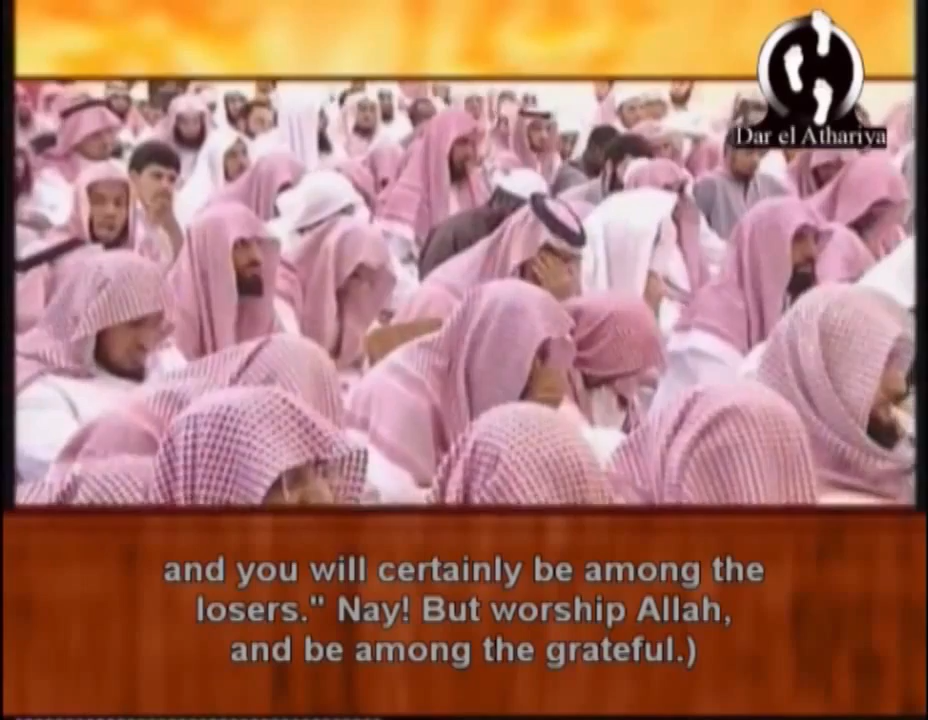 Dar el Athariya
and you will certainly be among the
losers." Nay! But worship Allah,
and be among the grateful.)